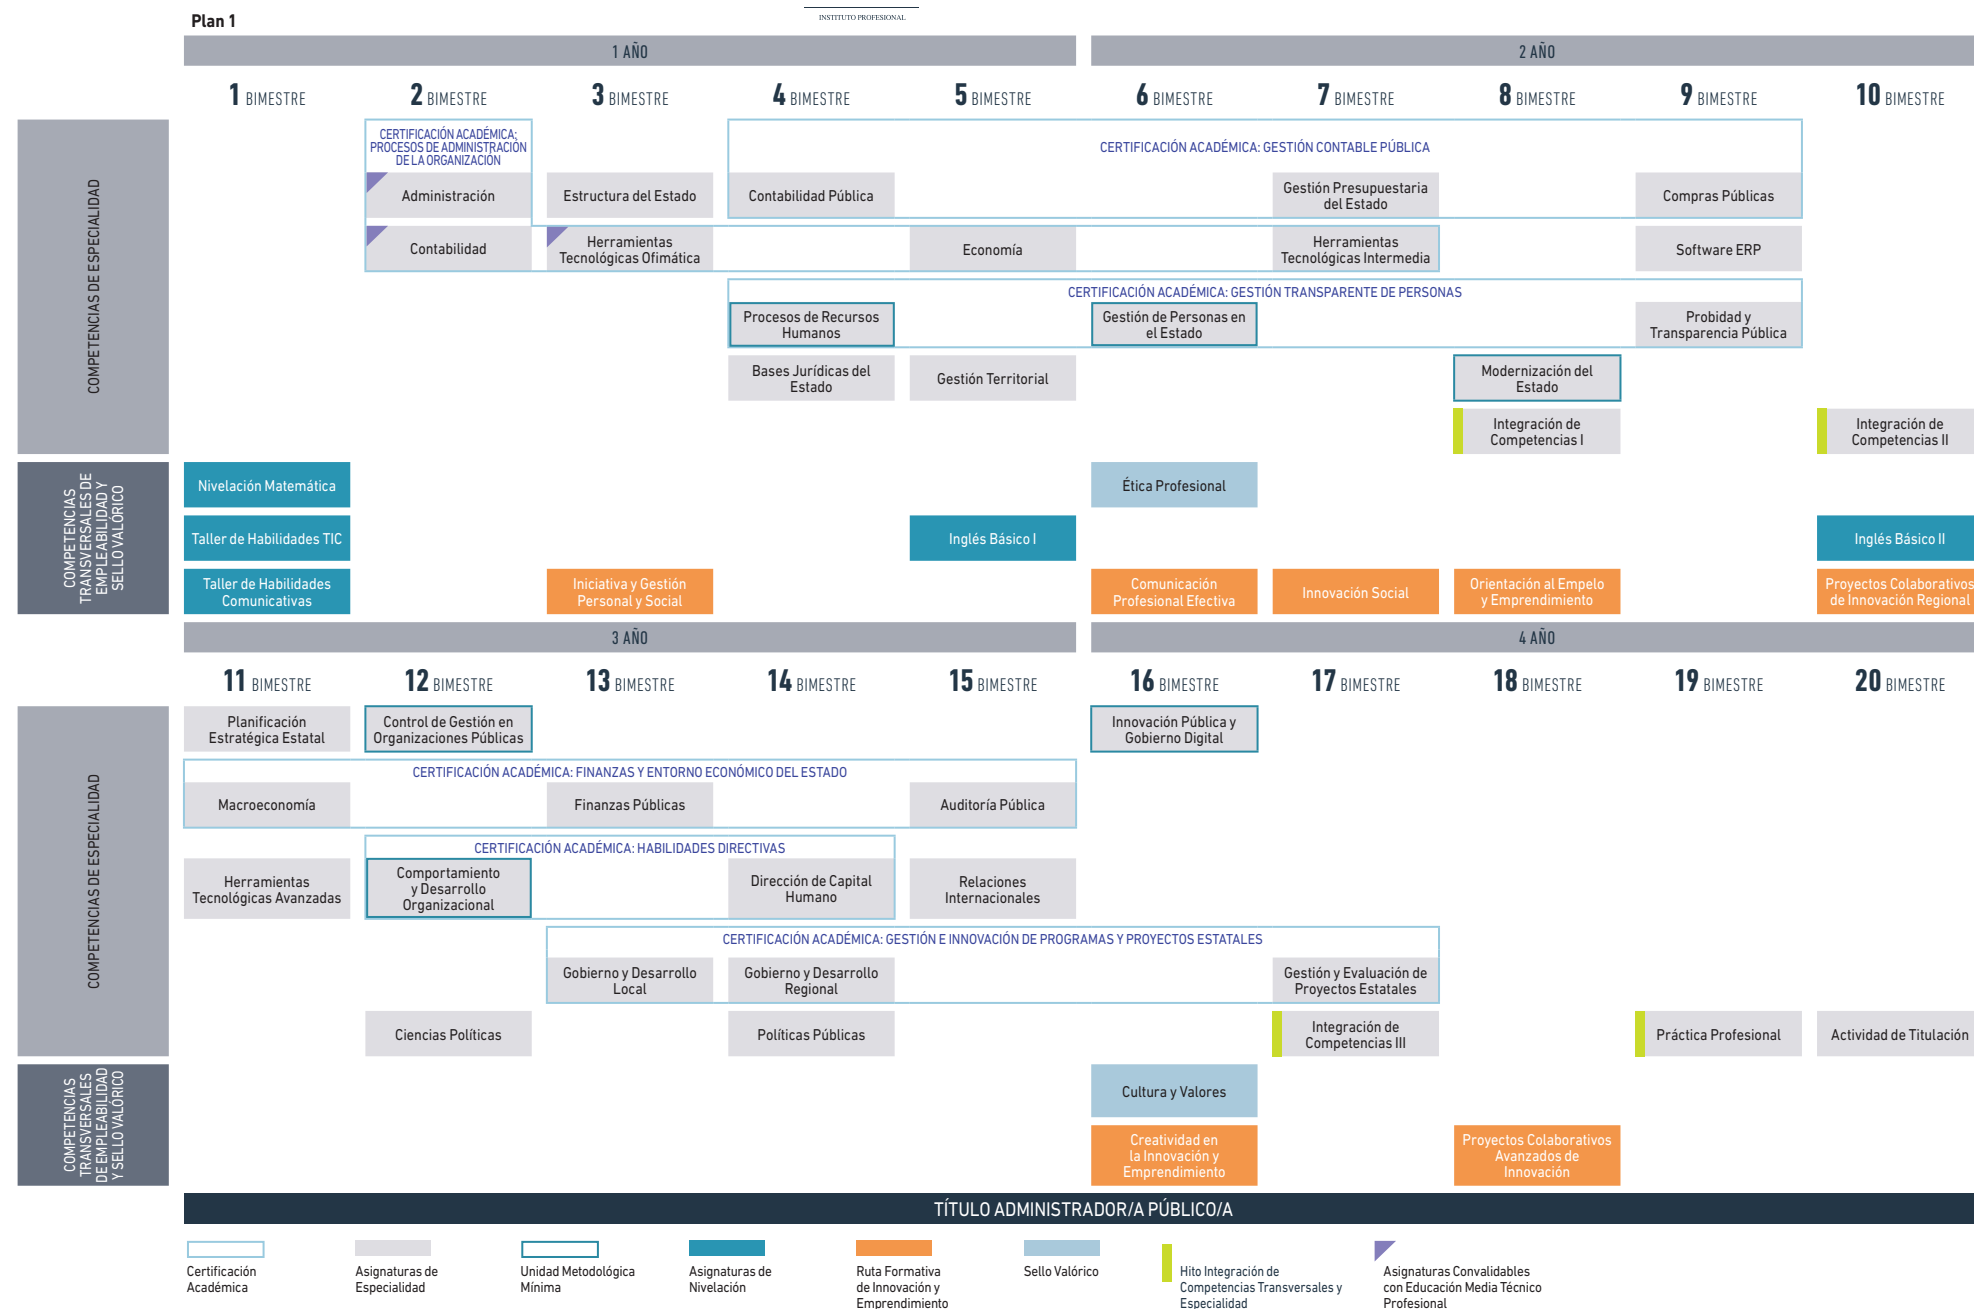 INSTITUTO PROFESIONAL
Plan 1
1 AÑO
2 AÑO
1 BIMESTRE
2 BIMESTRE
3 BIMESTRE
4 BIMESTRE
5 BIMESTRE
6 BIMESTRE
7 BIMESTRE
8 BIMESTRE
9 BIMESTRE
10 BIMESTRE
COMPETENCIAS DE ESPECIALIDAD
CERTIFICACIÓN ACADÉMICA:
PROCESOS DE ADMINISTRACIÓN
DE LA ORGANIZACIÓN
CERTIFICACIÓN ACADÉMICA: GESTIÓN CONTABLE PÚBLICA
Administración
Estructura del Estado
Contabilidad Pública
Gestión Presupuestaria
del Estado
Compras Públicas
Contabilidad
Herramientas
Tecnológicas Ofimática
Economía
Herramientas
Tecnológicas Intermedia
Software ERP
CERTIFICACIÓN ACADÉMICA: GESTIÓN TRANSPARENTE DE PERSONAS
Procesos de Recursos
Humanos
Gestión de Personas en
el Estado
Probidad y
Transparencia Pública
Bases Jurídicas del
Estado
Gestión Territorial
Modernización del
Estado
Integración de
Competencias I
Integración de
Competencias II
COMPETENCIAS
TRANSVERSALES DE
EMPLEABILIDAD Y
SELLO VALÓRICO
Nivelación Matemática
Ética Profesional
Taller de Habilidades TIC
Inglés Básico I
Inglés Básico II
Taller de Habilidades
Comunicativas
Iniciativa y Gestión
Personal y Social
Comunicación
Profesional Efectiva
Innovación Social
Orientación al Empelo
y Emprendimiento
Proyectos Colaborativos
de Innovación Regional
3 AÑO
4 AÑO
11 BIMESTRE
12 BIMESTRE
13 BIMESTRE
14 BIMESTRE
15 BIMESTRE
16 BIMESTRE
17 BIMESTRE
18 BIMESTRE
19 BIMESTRE
20 BIMESTRE
COMPETENCIAS DE ESPECIALIDAD
Planificación
Estratégica Estatal
Control de Gestión en
Organizaciones Públicas
Innovación Pública y
Gobierno Digital
CERTIFICACIÓN ACADÉMICA: FINANZAS Y ENTORNO ECONÓMICO DEL ESTADO
Macroeconomía
Finanzas Públicas
Auditoría Pública
CERTIFICACIÓN ACADÉMICA: HABILIDADES DIRECTIVAS
Herramientas
Tecnológicas Avanzadas
Comportamiento
y Desarrollo
Organizacional
Dirección de Capital
Humano
Relaciones
Internacionales
CERTIFICACIÓN ACADÉMICA: GESTIÓN E INNOVACIÓN DE PROGRAMAS Y PROYECTOS ESTATALES
Gobierno y Desarrollo
Local
Gobierno y Desarrollo
Regional
Gestión y Evaluación de
Proyectos Estatales
Ciencias Políticas
Políticas Públicas
Integración de
Competencias III
Práctica Profesional
Actividad de Titulación
COMPETENCIAS
TRANSVERSALES
DE EMPLEABILIDAD
Y SELLO VALÓRICO
Cultura y Valores
Creatividad en
la Innovación y
Emprendimiento
Proyectos Colaborativos
Avanzados de
Innovación
TÍTULO ADMINISTRADOR/A PÚBLICO/A
Certificación
Académica
Asignaturas de
Especialidad
Unidad Metodológica
Mínima
Asignaturas de
Nivelación
Ruta Formativa
de Innovación y
Emprendimiento
Sello Valórico
Hito Integración de
Competencias Transversales y
Especialidad
Asignaturas Convalidables
con Educación Media Técnico
Profesional